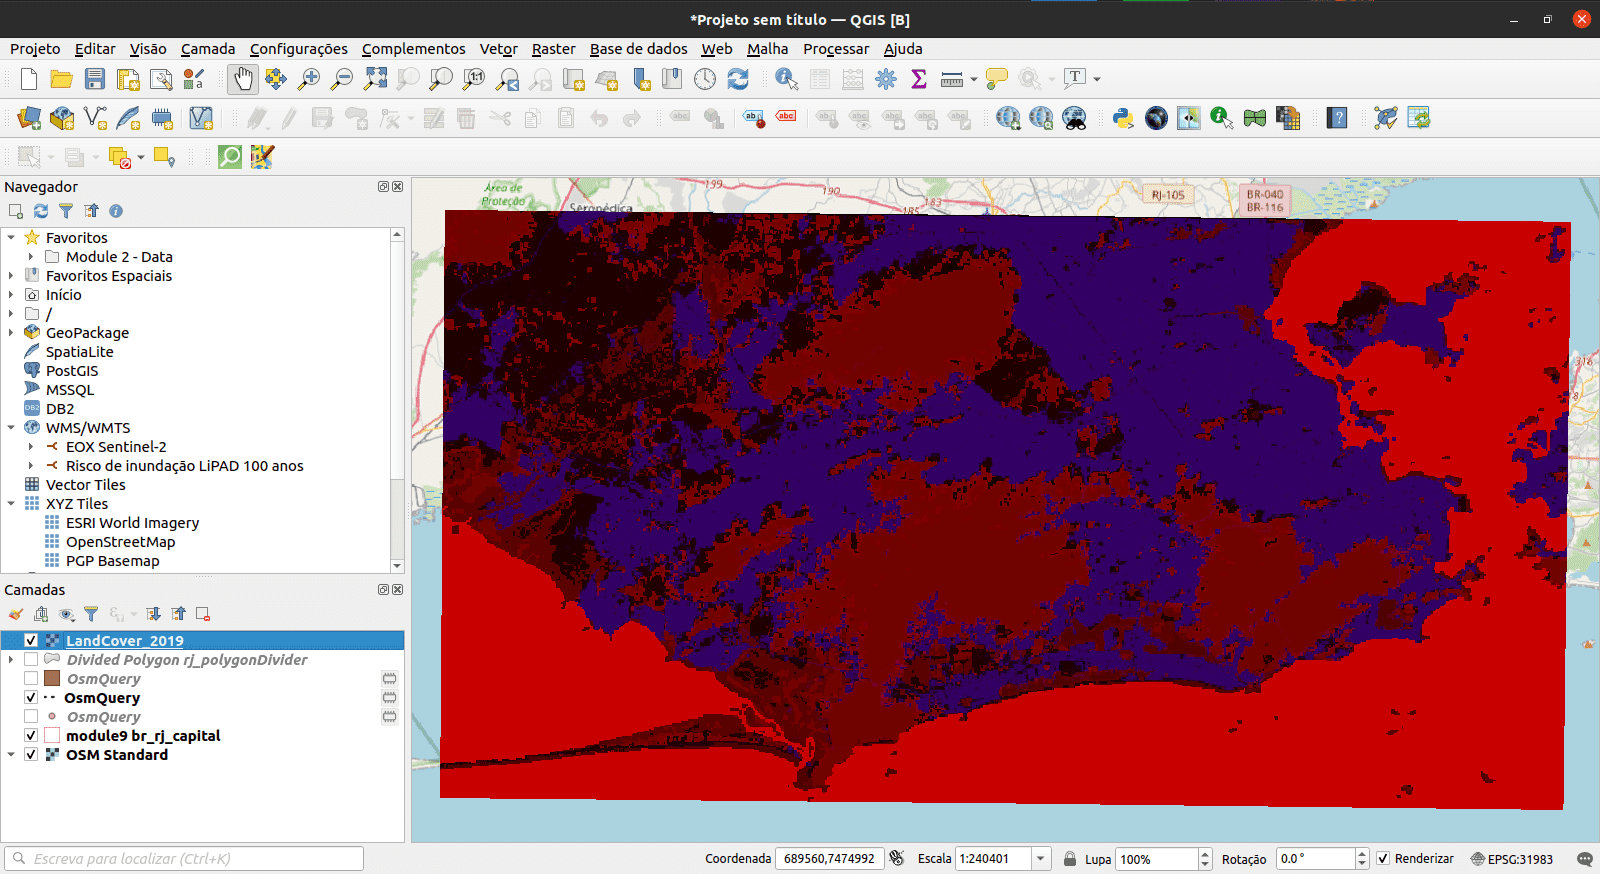 *Projeto sem título — QGIS [B]
Projeto Editar Visão Camada Configurações Complementos Vetor Raster Base de dados Web Malha Processar Ajuda
Navegador
Favoritos
Module 2 - Data
Favoritos Espaciais
Início
/
GeoPackage
SpatiaLite
PostGIS
MSSQL
DB2
WMS/WMTS
EOX Sentinel-2
Risco de inundação LiPAD 100 anos
Vector Tiles
XYZ Tiles
ESRI World Imagery
OpenStreetMap
PGP Basemap
Camadas
LandCover_2019
Divided Polygon rj_polygonDivider
OsmQuery
OsmQuery
OsmQuery
module9 br_rj_capital
OSM Standard
Área de
Proteção
Seropédica
199
190
183
185
RJ-105
BR-040
BR-116
316
Escreva para localizar (Ctrl+K)
Coordenada 689560,7474992 Escala 1:240401 Lupa 100% Rotação 0.0 ° Renderizar EPSG:31983